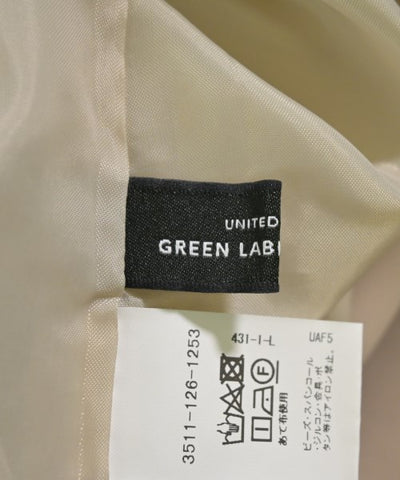 UNITED
GREEN LAB
3511-126-1253
431-1-L
UAF5
あて布使用
ビーズ・スパンコール
・ジルコン・金具・ボ
タン等はアイロン禁止。